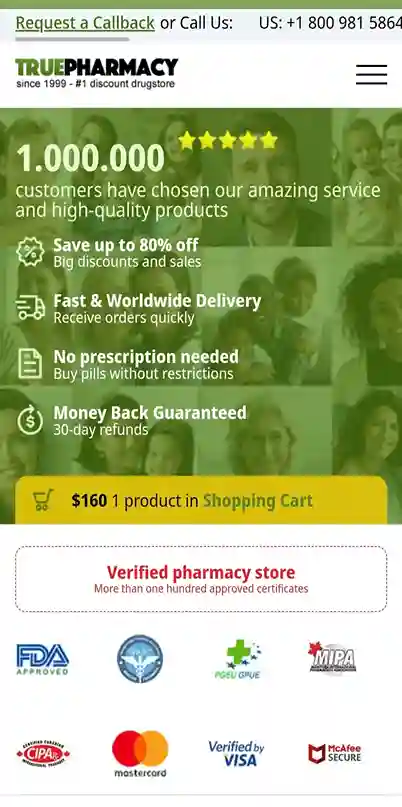 Request a Callback or Call Us: US: +1 800 981 5864
TRUEPHARMACY
since 1999 - #1 discount drugstore
1.000.000
customers have chosen our amazing service
and high-quality products
Save up to 80% off
Big discounts and sales
Fast & Worldwide Delivery
Receive orders quickly
No prescription needed
Buy pills without restrictions
Money Back Guaranteed
30-day refunds
$160 1 product in Shopping Cart
Verified pharmacy store
More than one hundred approved certificates
FDA
APPROVED
PGEU GPUE
MIPA
CIPA
mastercard
Verified by
VISA
McAfee
SECURE